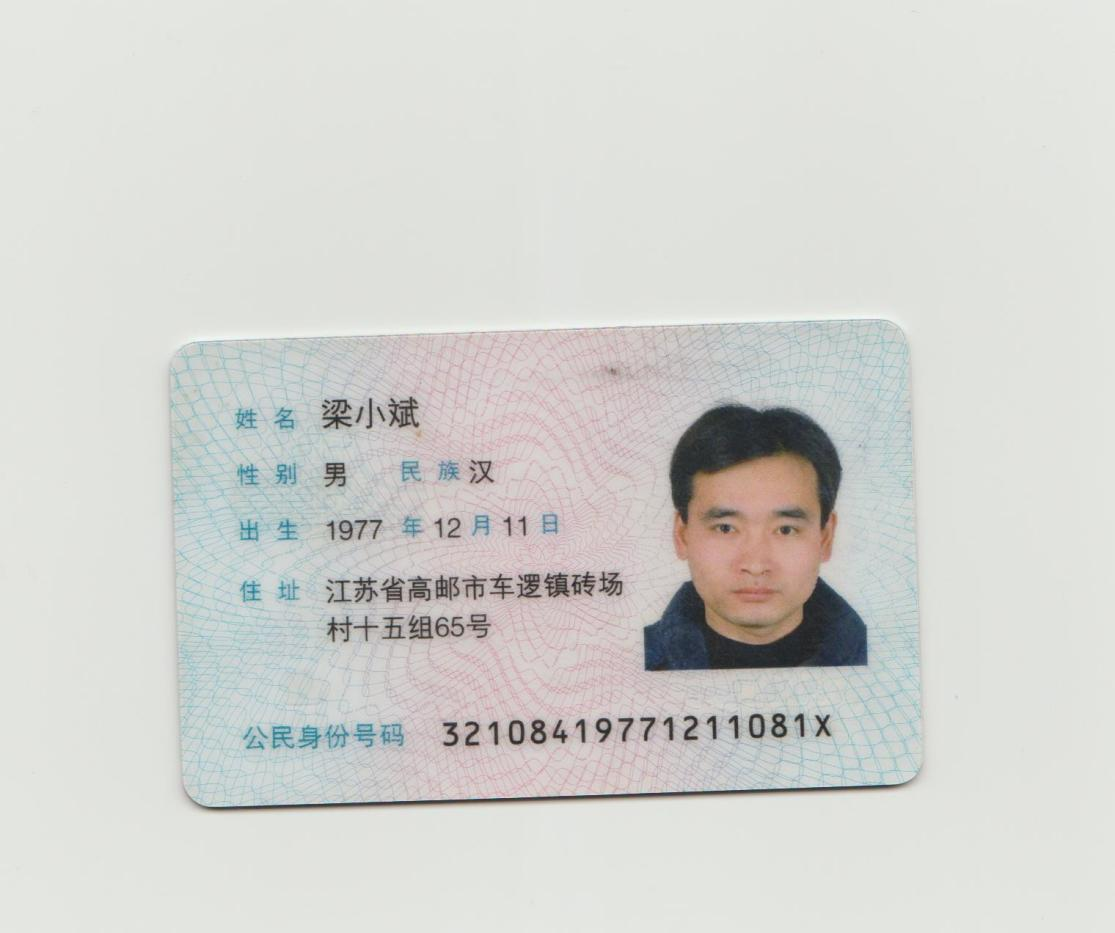 姓名 梁小斌
性别 男 民族 汉
出生 1977 年 12 月 11 日
住址 江苏省高邮市车逻镇砖场
村十五组65号
公民身份号码 32108419771211081X